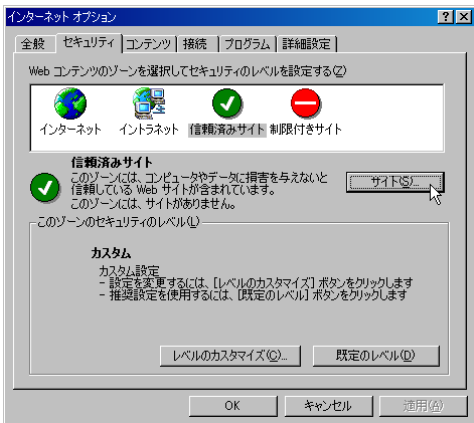 インターネット オプション
全般 セキュリティ コンテンツ 接続 プログラム 詳細設定
Web コンテンツのゾーンを選択してセキュリティのレベルを設定する(Z)
インターネット イントラネット 信頼済みサイト 制限付きサイト
信頼済みサイト
このゾーンには、コンピュータやデータに損害を与えないと
信頼している Web サイトが含まれています。
このゾーンには、サイトがありません。
サイト(S)...
このゾーンのセキュリティのレベル(L)
カスタム
カスタム設定
- 設定を変更するには、[レベルのカスタマイズ] ボタンをクリックします
- 推奨設定を使用するには、[既定のレベル] ボタンをクリックします
レベルのカスタマイズ(C)... 既定のレベル(D)
OK キャンセル 適用(A)